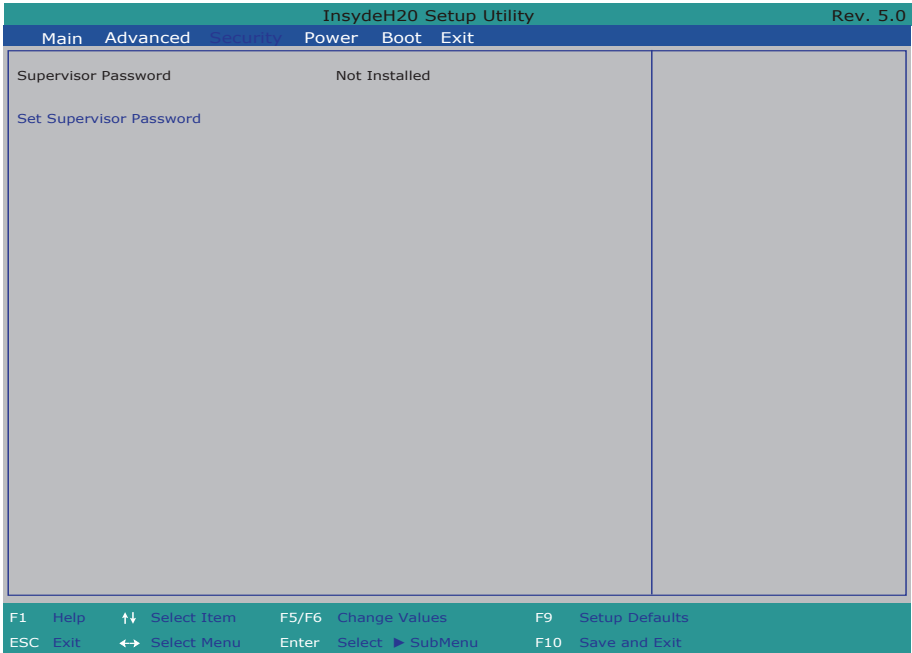 InsydeH20 Setup Utility Rev. 5.0
Main Advanced Security Power Boot Exit
Supervisor Password Not Installed
Set Supervisor Password
F1 Help ↑↓ Select Item F5/F6 Change Values F9 Setup Defaults
ESC Exit ↔ Select Menu Enter Select ▶ SubMenu F10 Save and Exit